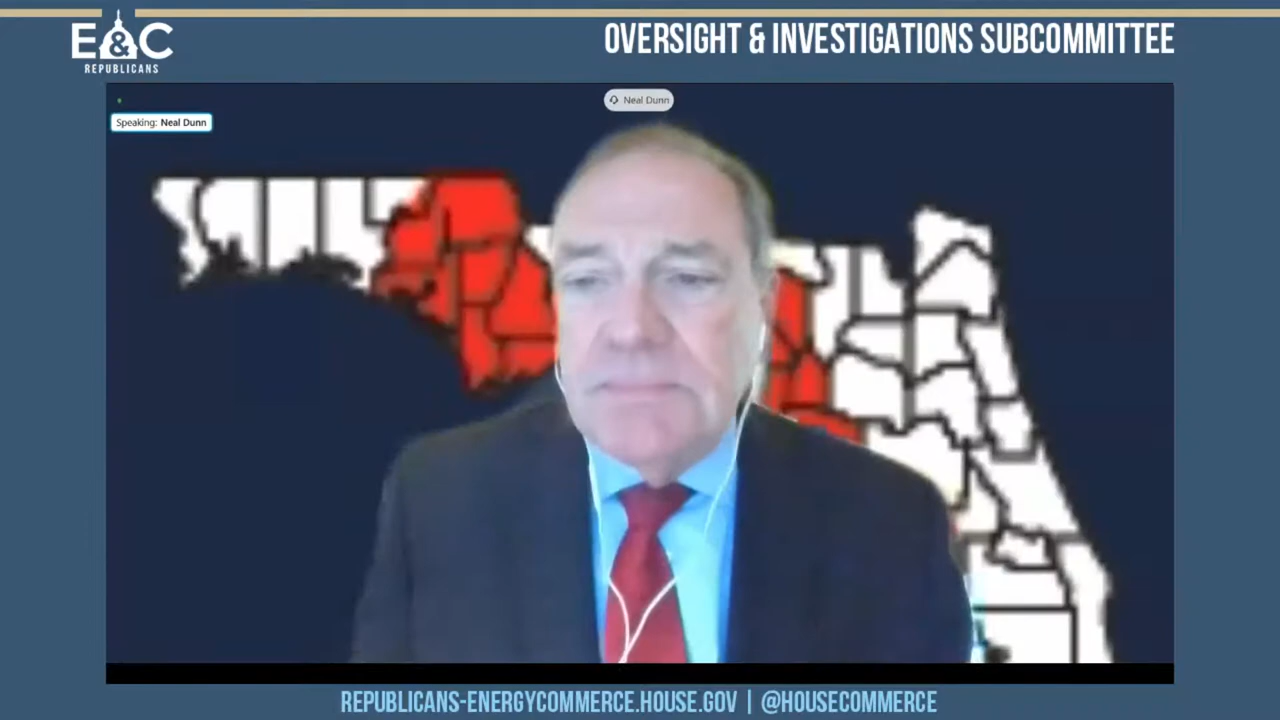 E&C
REPUBLICANS
OVERSIGHT & INVESTIGATIONS SUBCOMMITTEE
Neal Dunn
Speaking: Neal Dunn
REPUBLICANS-ENERGYCOMMERCE.HOUSE.GOV | @HOUSECOMMERCE